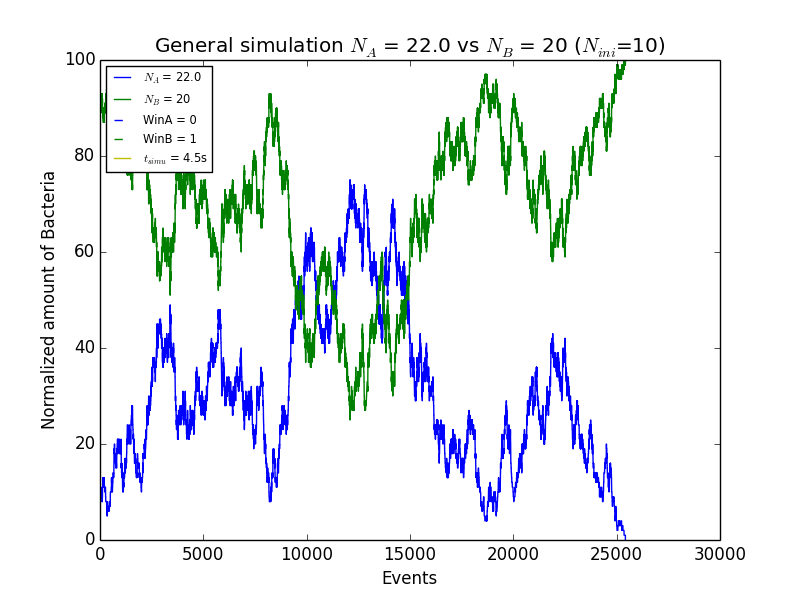 General simulation N_A = 22.0 vs N_B = 20 (N_ini=10)
N_A = 22.0
N_B = 20
WinA = 0
WinB = 1
t_simu = 4.5s
Normalized amount of Bacteria
100
80
60
40
20
0
0 5000 10000 15000 20000 25000 30000
Events